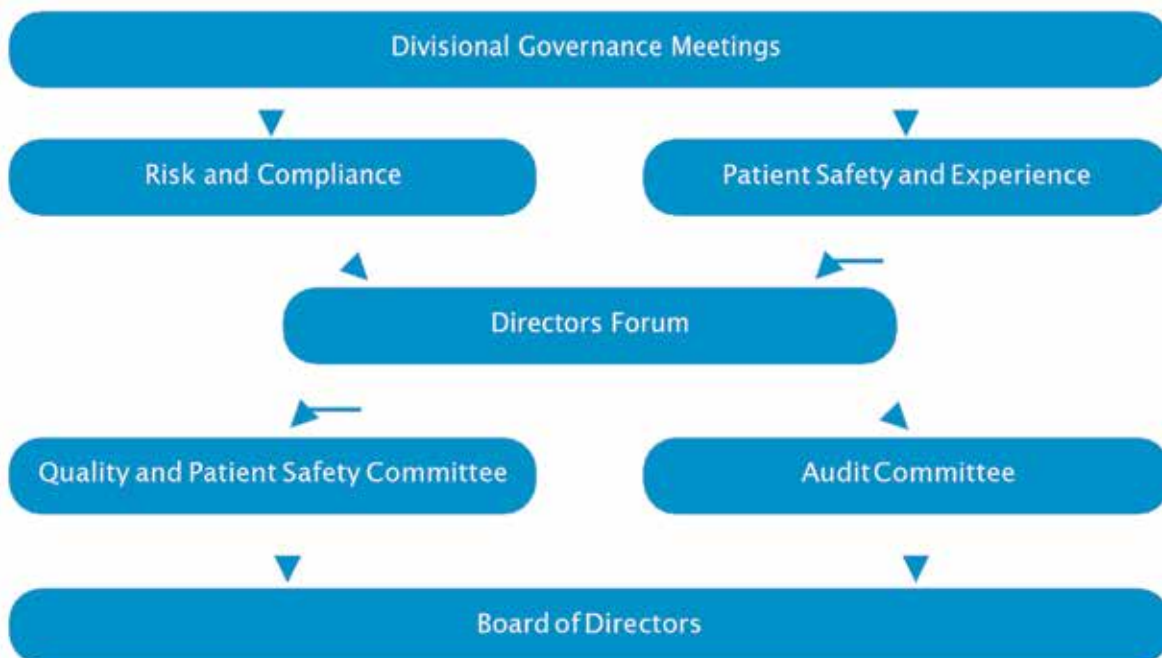 Divisional Governance Meetings
Risk and Compliance
Patient Safety and Experience
Directors Forum
Quality and Patient Safety Committee
Audit Committee
Board of Directors